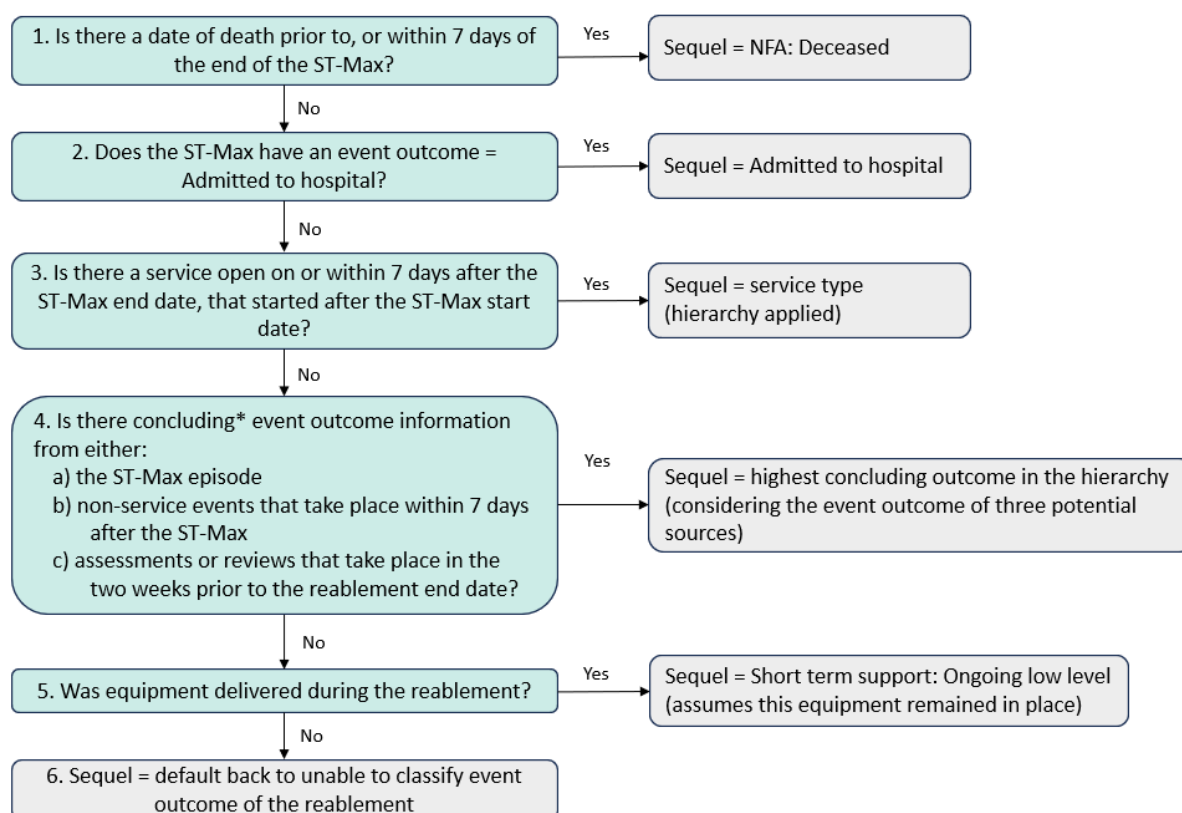 1. Is there a date of death prior to, or within 7 days of
the end of the ST-Max?
Yes
Sequel = NFA: Deceased
No
2. Does the ST-Max have an event outcome =
Admitted to hospital?
Yes
Sequel = Admitted to hospital
No
3. Is there a service open on or within 7 days after the
ST-Max end date, that started after the ST-Max start
date?
Yes
Sequel = service type
(hierarchy applied)
No
4. Is there concluding* event outcome information
from either:
a) the ST-Max episode
b) non-service events that take place within 7 days
after the ST-Max
c) assessments or reviews that take place in the
two weeks prior to the reablement end date?
Yes
Sequel = highest concluding outcome in the hierarchy
(considering the event outcome of three potential
sources)
No
5. Was equipment delivered during the reablement?
Yes
Sequel = Short term support: Ongoing low level
(assumes this equipment remained in place)
No
6. Sequel = default back to unable to classify event
outcome of the reablement